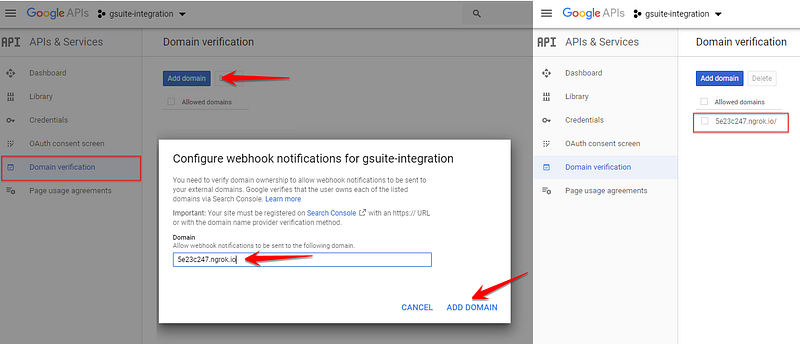 Google APIs
gsuite-integration
API APIs & Services
Domain verification
Dashboard
Library
Credentials
OAuth consent screen
Domain verification
Page usage agreements
Add domain
Allowed domains
Configure webhook notifications for gsuite-integration
You need to verify domain ownership to allow webhook notifications to be sent to
your external domains. Google verifies that the user owns each of the listed
domains via Search Console. Learn more
Important: Your site must be registered on Search Console with an https:// URL
or with the domain name provider verification method.
Domain
Allow webhook notifications to be sent to the following domain.
5e23c247.ngrok.io
CANCEL
ADD DOMAIN
Google APIs
gsuite-integration
API APIs & Services
Domain verification
Dashboard
Library
Credentials
OAuth consent screen
Domain verification
Page usage agreements
Add domain
Delete
Allowed domains
5e23c247.ngrok.io/